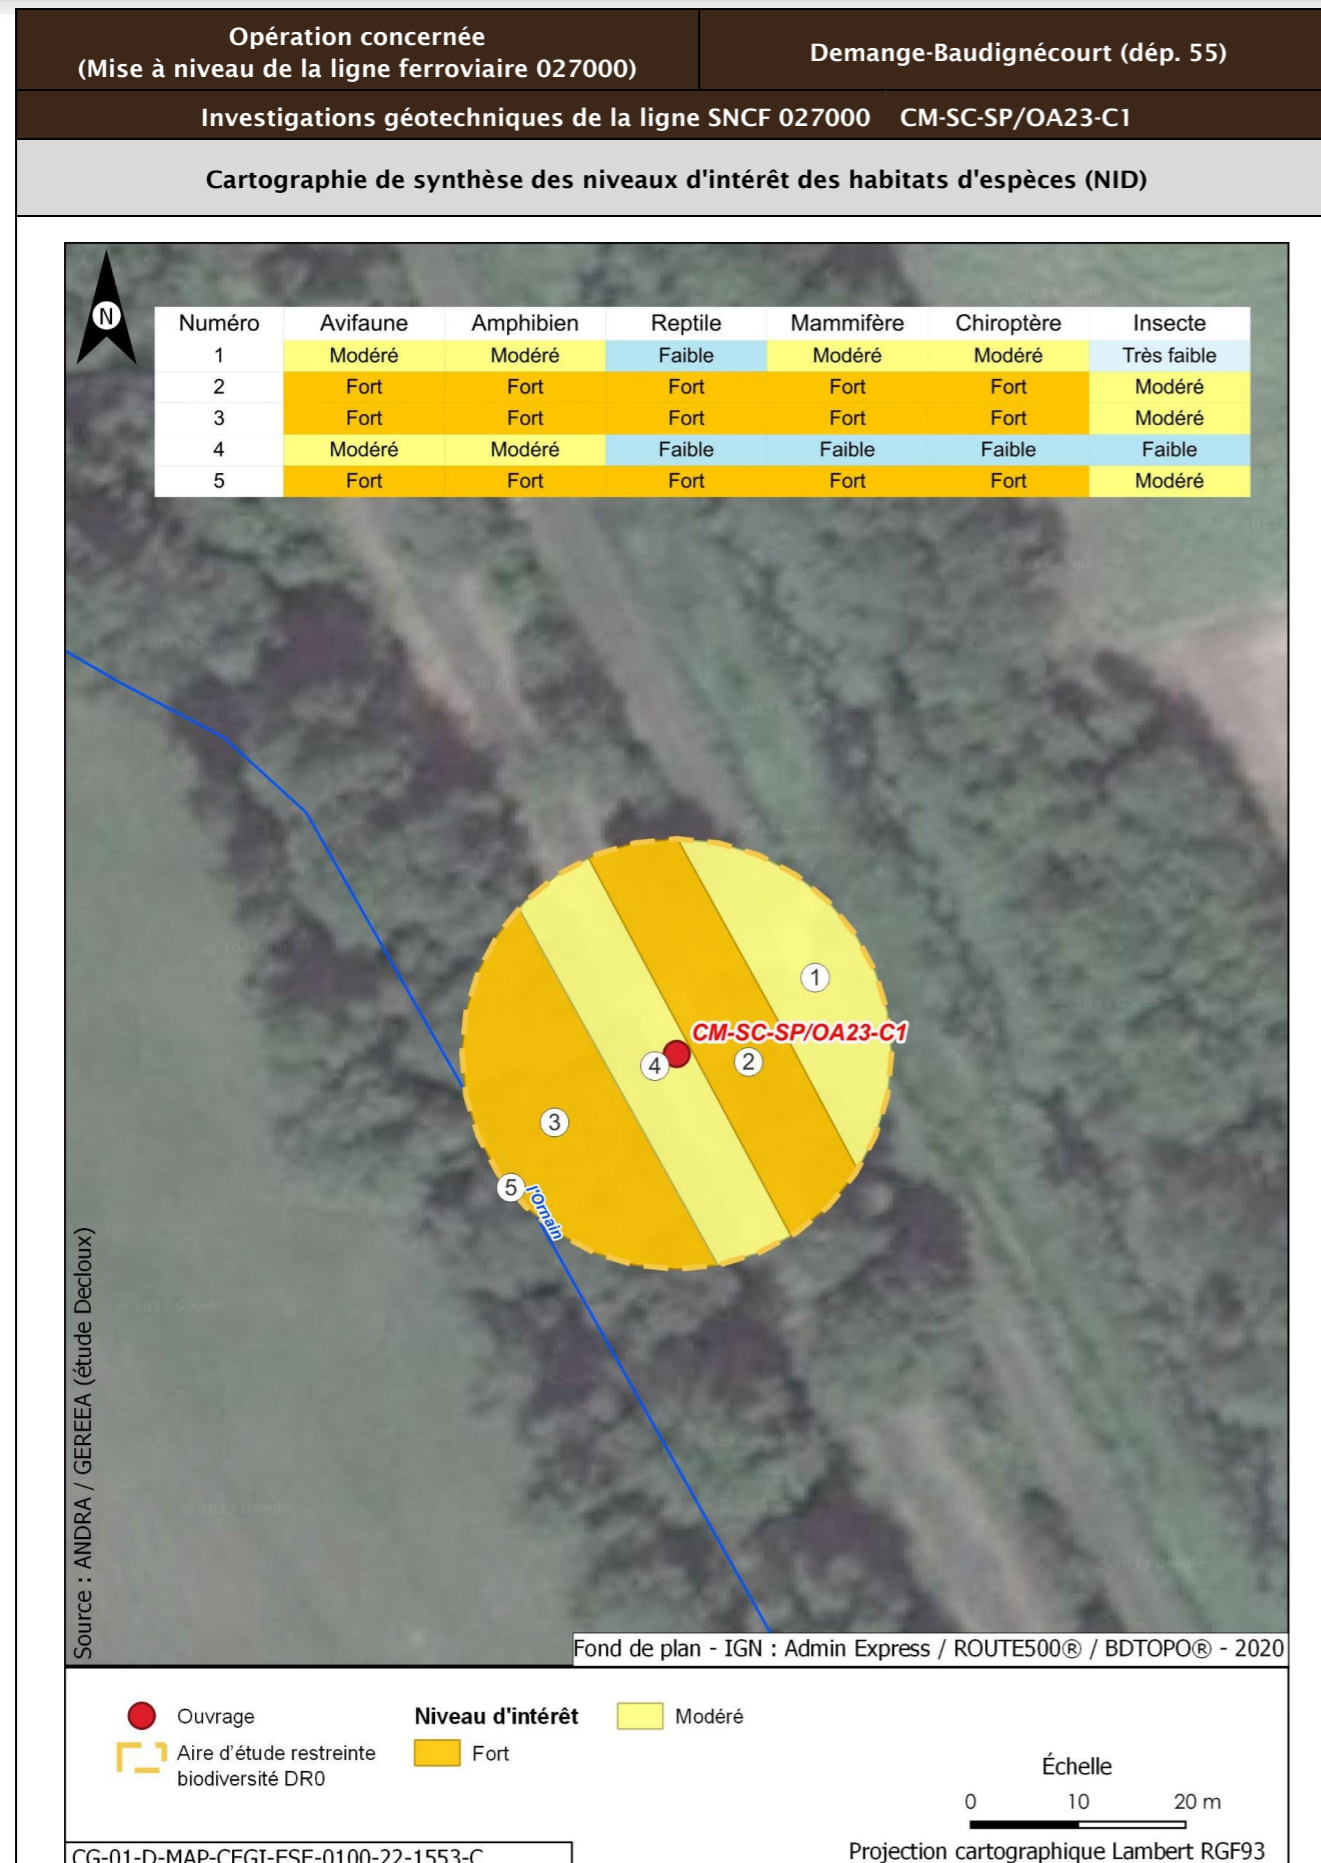 Opération concernée
(Mise à niveau de la ligne ferroviaire 027000)
Demange-Baudignécourt (dép. 55)
Investigations géotechniques de la ligne SNCF 027000 CM-SC-SP/OA23-C1
Cartographie de synthèse des niveaux d'intérêt des habitats d'espèces (NID)
N
Numéro Avifaune Amphibien Reptile Mammifère Chiroptère Insecte
1 Modéré Modéré Faible Modéré Modéré Très faible
2 Fort Fort Fort Fort Fort Modéré
3 Fort Fort Fort Fort Fort Modéré
4 Modéré Modéré Faible Faible Faible Faible
5 Fort Fort Fort Fort Fort Modéré
1
CM-SC-SP/OA23-C1
4
2
3
5
l'Ornain
Source : ANDRA / GEREEA (étude Decloux)
Fond de plan - IGN : Admin Express / ROUTE500® / BDTOPO® - 2020
Ouvrage
Aire d'étude restreinte
biodiversité DR0
Niveau d'intérêt
Fort
Modéré
Échelle
0 10 20 m
Projection cartographique Lambert RGF93
CG-01-D-MAP-CEGI-ESE-0100-22-1553-C